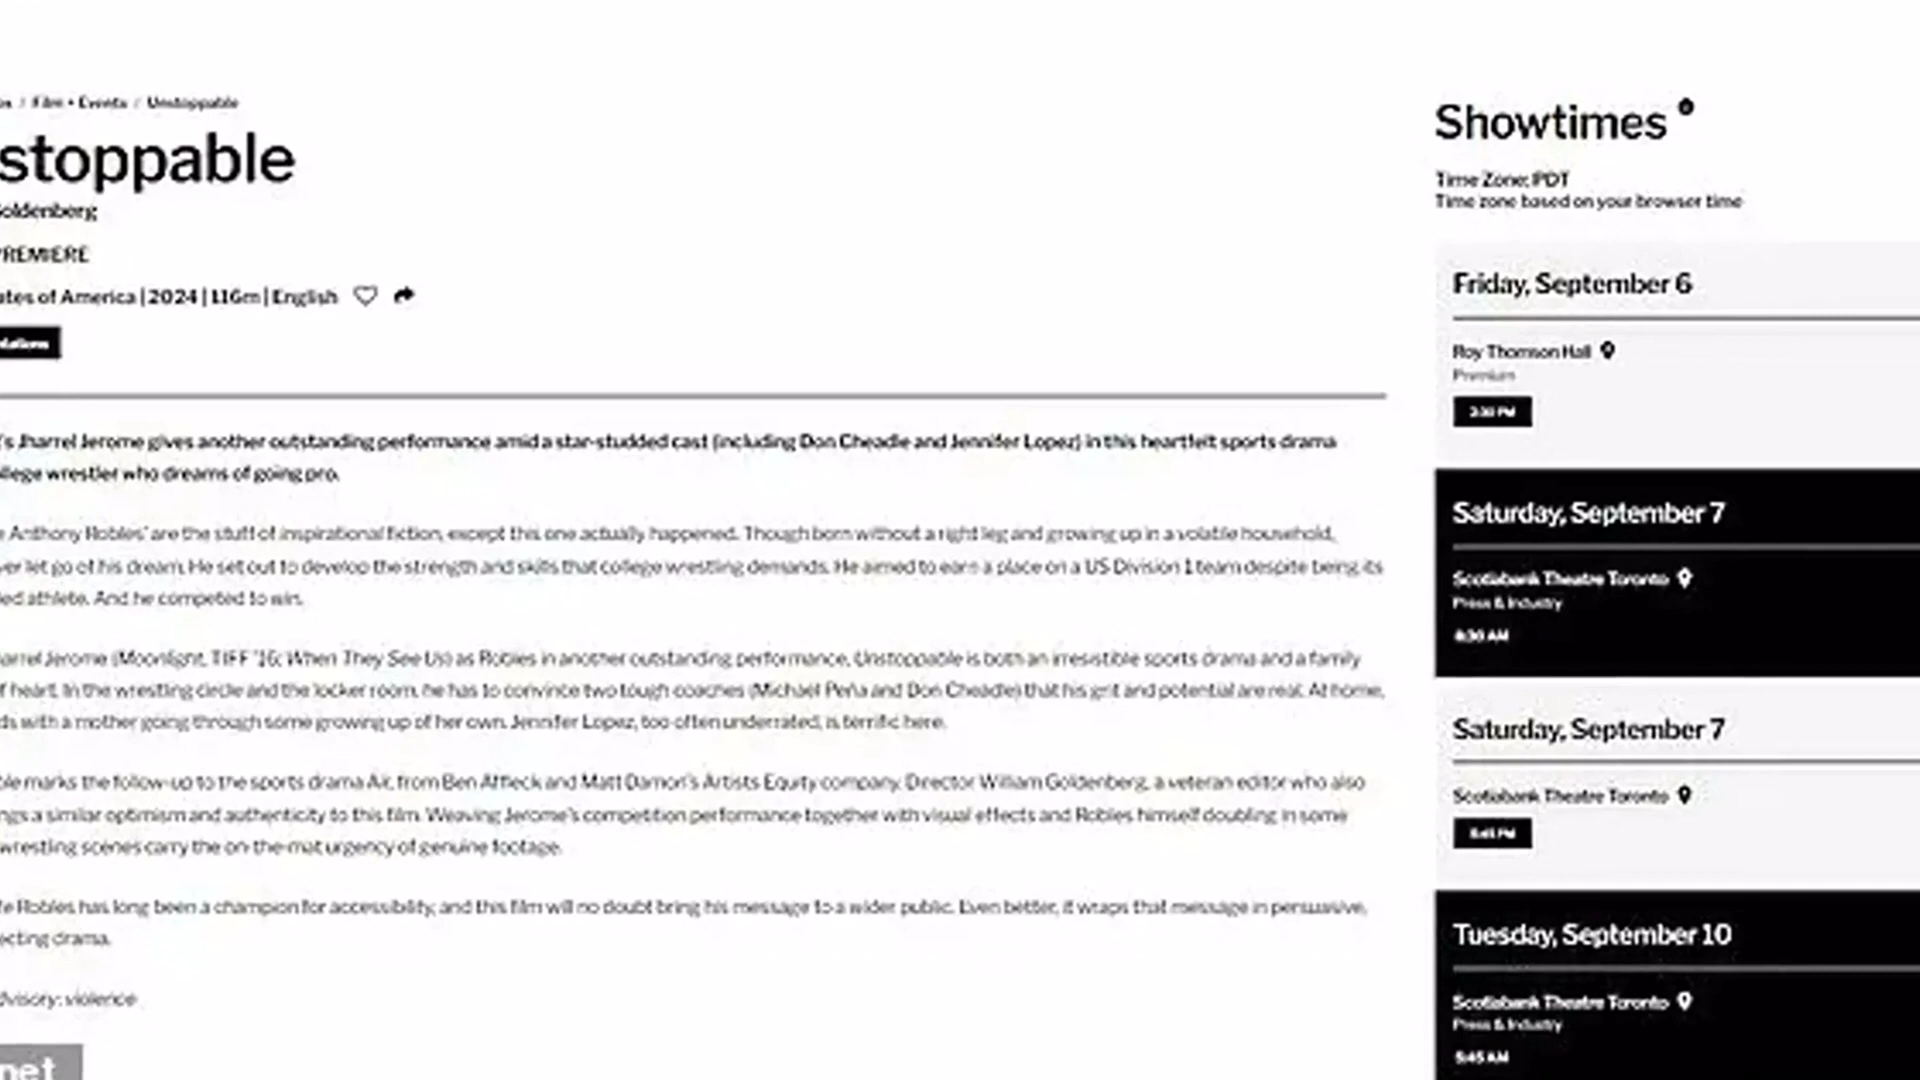 / Film • Events / Unstoppable
stoppable
Goldenberg
PREMIERE
ates of America | 2024 | 116m | English
's Jharrel Jerome gives another outstanding performance amid a star-studded cast (including Don Cheadle and Jennifer Lopez) in this heartfelt sports drama
llege wrestler who dreams of going pro.
e Anthony Robles' are the stuff of inspirational fiction, except this one actually happened. Though born without a right leg and growing up in a volatile household,
ver let go of his dream. He set out to develop the strength and skills that college wrestling demands. He aimed to earn a place on a US Division 1 team despite being its
ed athlete. And he competed to win.
arrel Jerome (Moonlight, TIFF '16; When They See Us) as Robles in another outstanding performance, Unstoppable is both an irresistible sports drama and a family
f heart. In the wrestling circle and the locker room, he has to convince two tough coaches (Michael Peña and Don Cheadle) that his grit and potential are real. At home,
ds with a mother going through some growing up of her own. Jennifer Lopez, too often underrated, is terrific here.
ble marks the follow-up to the sports drama Air, from Ben Affleck and Matt Damon's Artists Equity company. Director William Goldenberg, a veteran editor who also
ngs a similar optimism and authenticity to this film. Weaving Jerome's competition performance together with visual effects and Robles himself doubling in some
wrestling scenes carry the on-the-mat urgency of genuine footage.
fe Robles has long been a champion for accessibility, and this film will no doubt bring his message to a wider public. Even better, it wraps that message in persuasive,
ecting drama.
dvisory: violence
net
Showtimes
Time Zone: PDT
Time zone based on your browser time
Friday, September 6
Roy Thomson Hall
Premium
Saturday, September 7
Scotiabank Theatre Toronto
Press & Industry
Saturday, September 7
Scotiabank Theatre Toronto
Tuesday, September 10
Scotiabank Theatre Toronto
Press & Industry
5:45 AM